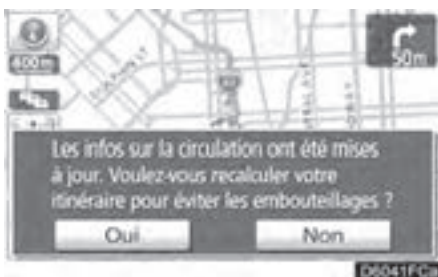 400m
50m
Les infos sur la circulation ont été mises
à jour. Voulez-vous recalculer votre
itinéraire pour éviter les embouteillages ?
Oui
Non
D6041FC